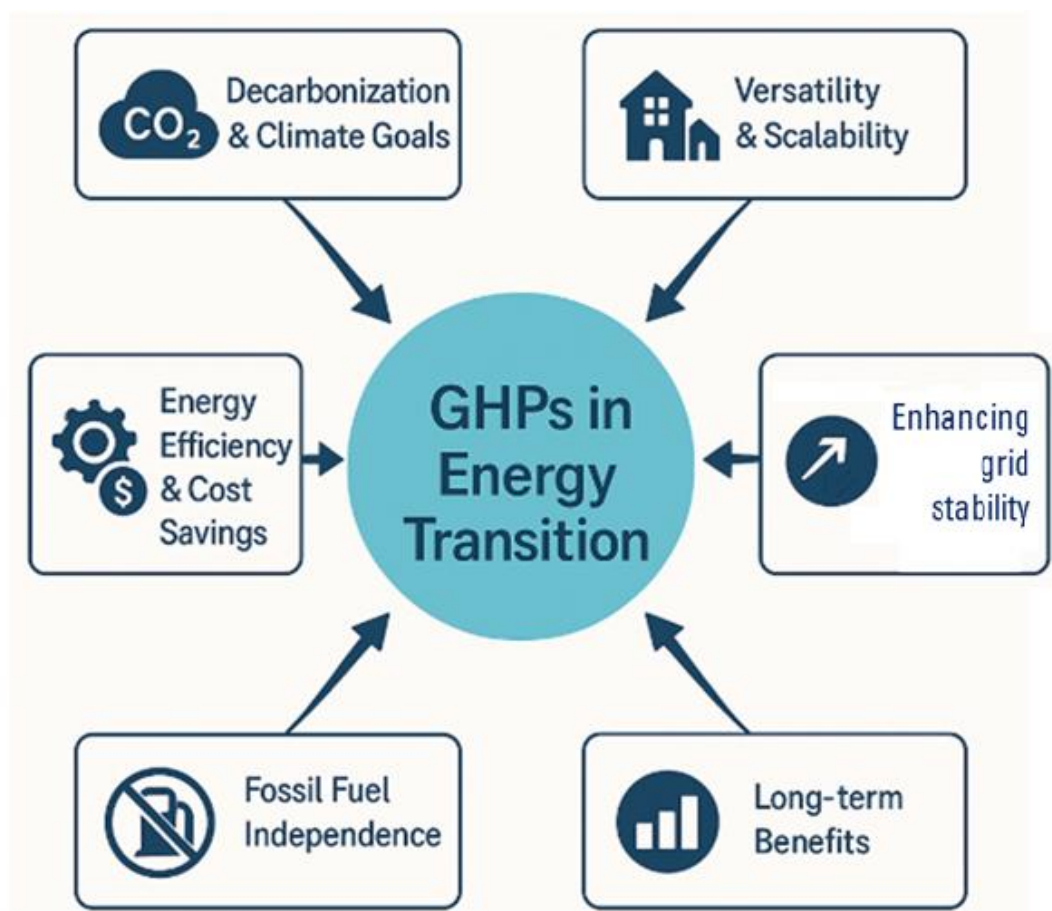 CO₂
Decarbonization
& Climate Goals
Versatility
& Scalability
Energy
Efficiency
& Cost
Savings
$
GHPs in
Energy
Transition
Enhancing
grid
stability
Fossil Fuel
Independence
Long-term
Benefits